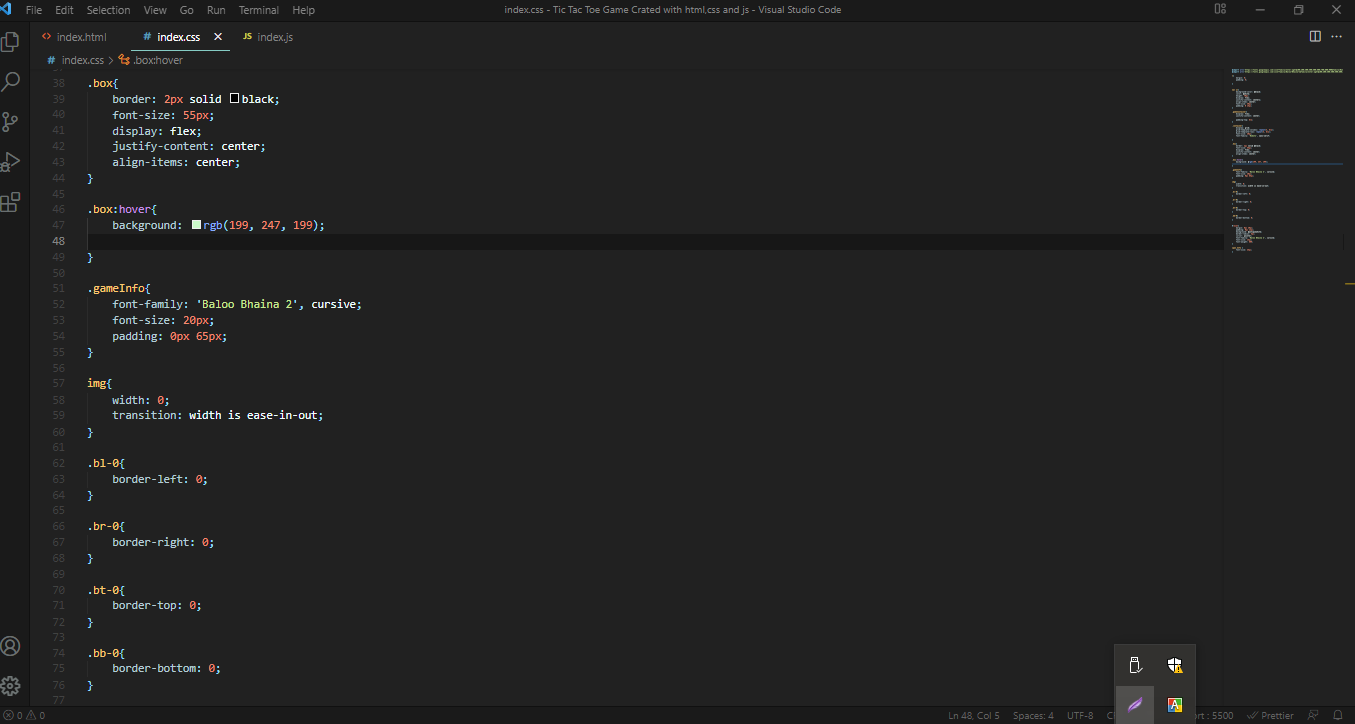 File Edit Selection View Go Run Terminal Help index.css - Tic Tac Toe Game Crated with html,css and js - Visual Studio Code
<> index.html # index.css × JS index.js
# index.css > .box:hover
38 .box{
39 border: 2px solid black;
40 font-size: 55px;
41 display: flex;
42 justify-content: center;
43 align-items: center;
44 }
45
46 .box:hover{
47 background: rgb(199, 247, 199);
48
49 }
50
51 .gameInfo{
52 font-family: 'Baloo Bhaina 2', cursive;
53 font-size: 20px;
54 padding: 0px 65px;
55 }
56
57 img{
58 width: 0;
59 transition: width is ease-in-out;
60 }
61
62 .bl-0{
63 border-left: 0;
64 }
65
66 .br-0{
67 border-right: 0;
68 }
69
70 .bt-0{
71 border-top: 0;
72 }
73
74 .bb-0{
75 border-bottom: 0;
76 }
77
0 0 Ln 48, Col 5 Spaces: 4 UTF-8 : 5500 Prettier